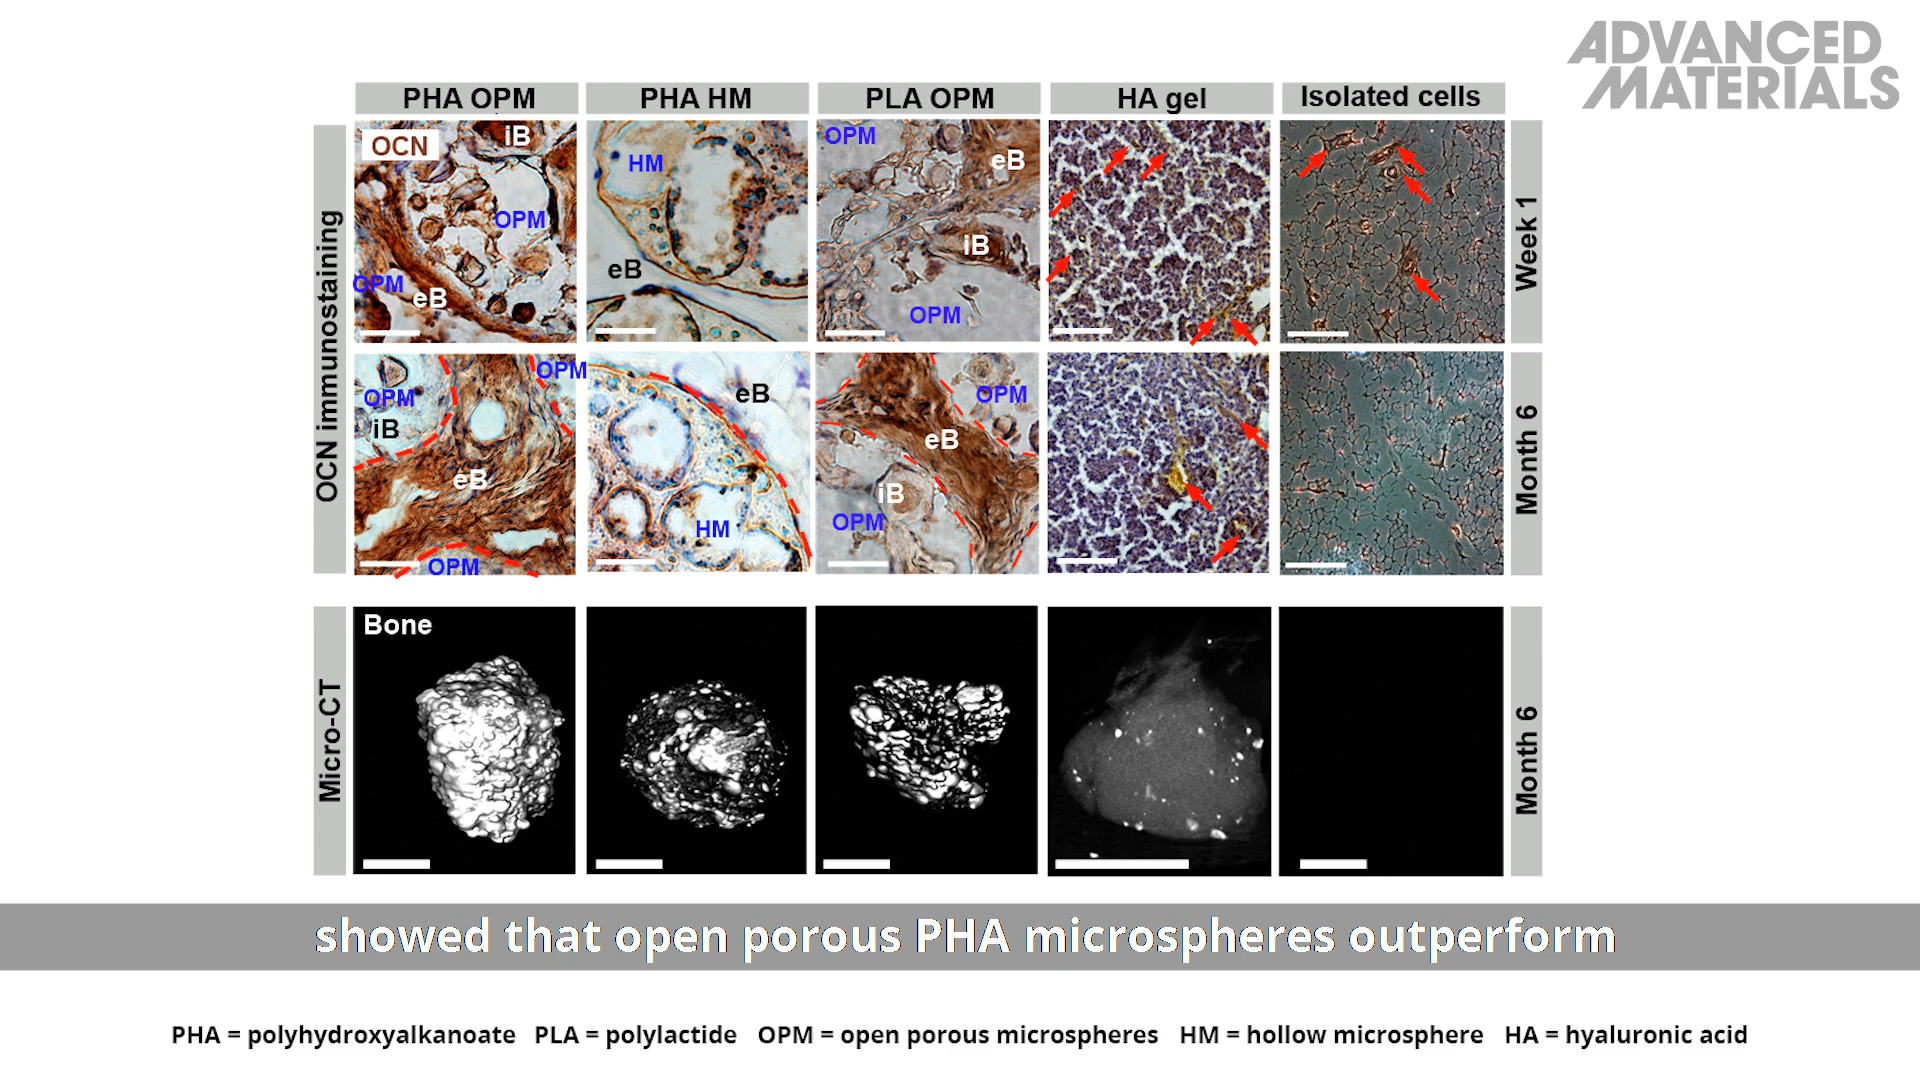 ADVANCED
MATERIALS
PHA OPM
PHA HM
PLA OPM
HA gel
Isolated cells
OCN immunostaining
OCN
iB
OPM
OPM
eB
HM
eB
OPM
eB
iB
OPM
Week 1
OPM
OPM
iB
eB
OPM
eB
HM
OPM
eB
iB
OPM
Month 6
Micro-CT
Bone
Month 6
showed that open porous PHA microspheres outperform
PHA = polyhydroxyalkanoate PLA = polylactide OPM = open porous microspheres HM = hollow microsphere HA = hyaluronic acid